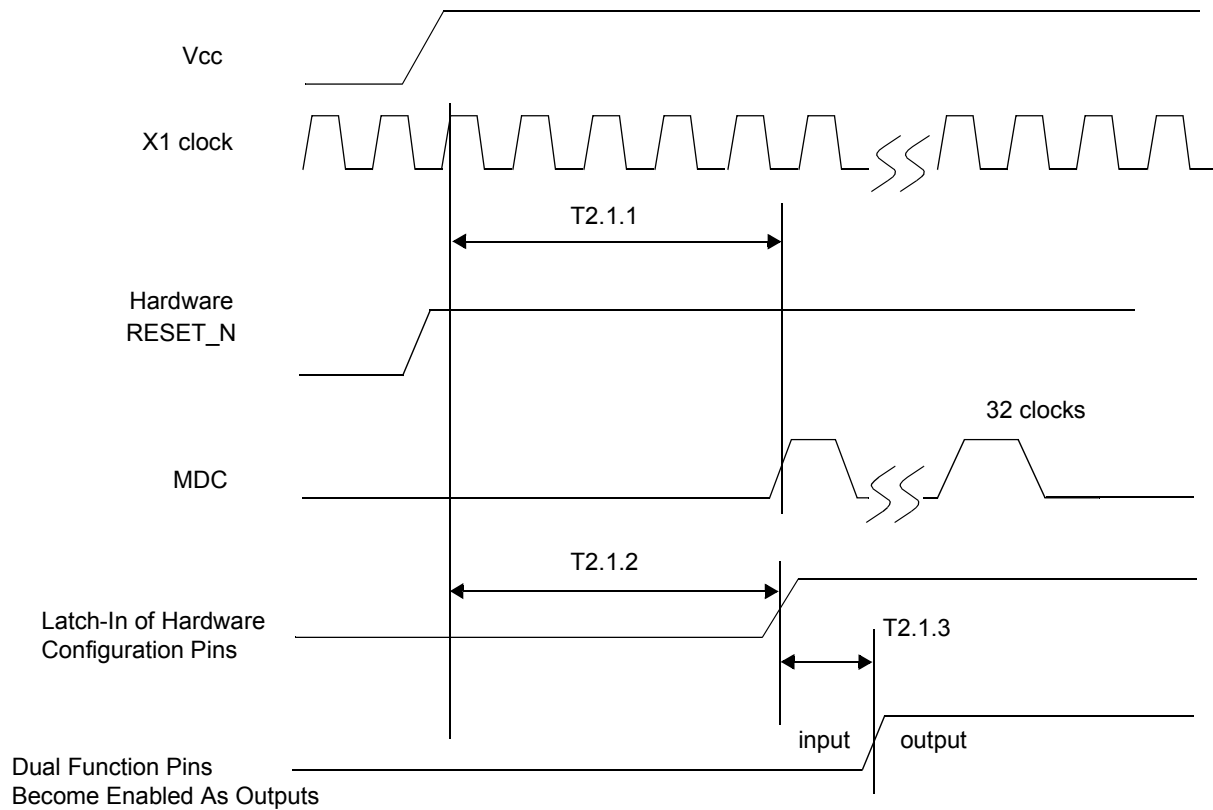 Vcc
X1 clock
T2.1.1
Hardware
RESET_N
32 clocks
MDC
T2.1.2
Latch-In of Hardware
Configuration Pins
T2.1.3
input
output
Dual Function Pins
Become Enabled As Outputs